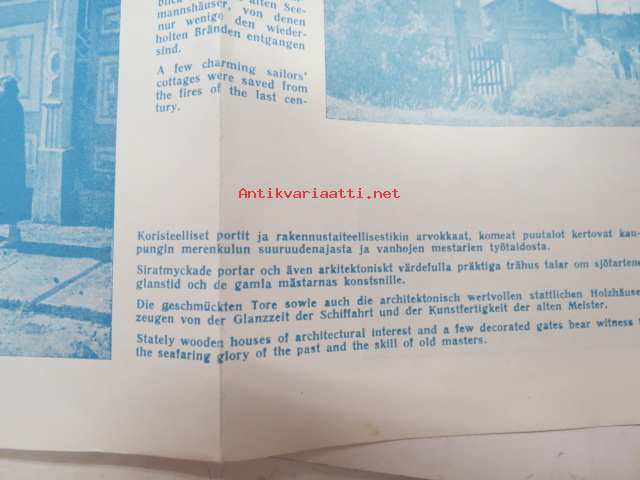 alten See-
mannshäuser, von denen
nur wenige den wieder-
holten Bränden entgangen
sind.
A few charming sailors'
cottages were saved from
the fires of the last cen-
tury.
Antikvariaatti.net
Koristeelliset portit ja rakennustaiteellisestikin arvokkaat, komeat puutalot kertovat kau-
pungin merenkulun suuruudenajasta ja vanhojen mestarien työtaidosta.
Siratmyckade portar och även arkitektoniskt värdefulla präktiga trähus talar om sjöfartens
glanstid och de gamla mästarnas konstsnille.
Die geschmückten Tore sowie auch die architektonisch wertvollen stattlichen Holzhäuse
zeugen von der Glanzzeit der Schiffahrt und der Kunstfertigkeit der alten Meister.
Stately wooden houses of architectural interest and a few decorated gates bear witness
the seafaring glory of the past and the skill of old masters.